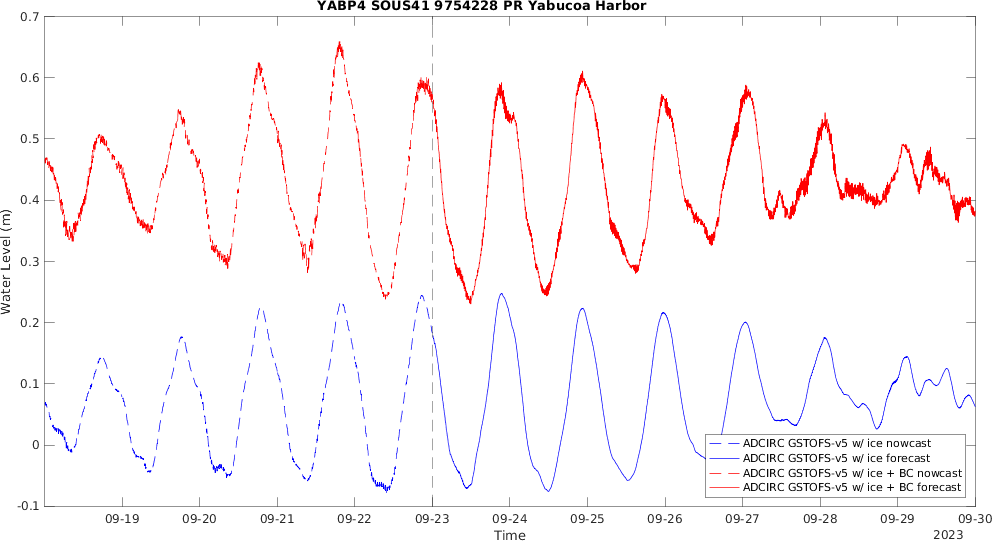 YABP4 SOUS41 9754228 PR Yabucoa Harbor
0.7
0.6
0.5
0.4
0.3
0.2
0.1
0
-0.1
Water Level (m)
09-19 09-20 09-21 09-22 09-23 09-24 09-25 09-26 09-27 09-28 09-29 09-30
Time
2023
ADCIRC GSTOFS-v5 w/ ice nowcast
ADCIRC GSTOFS-v5 w/ ice forecast
ADCIRC GSTOFS-v5 w/ ice + BC nowcast
ADCIRC GSTOFS-v5 w/ ice + BC forecast